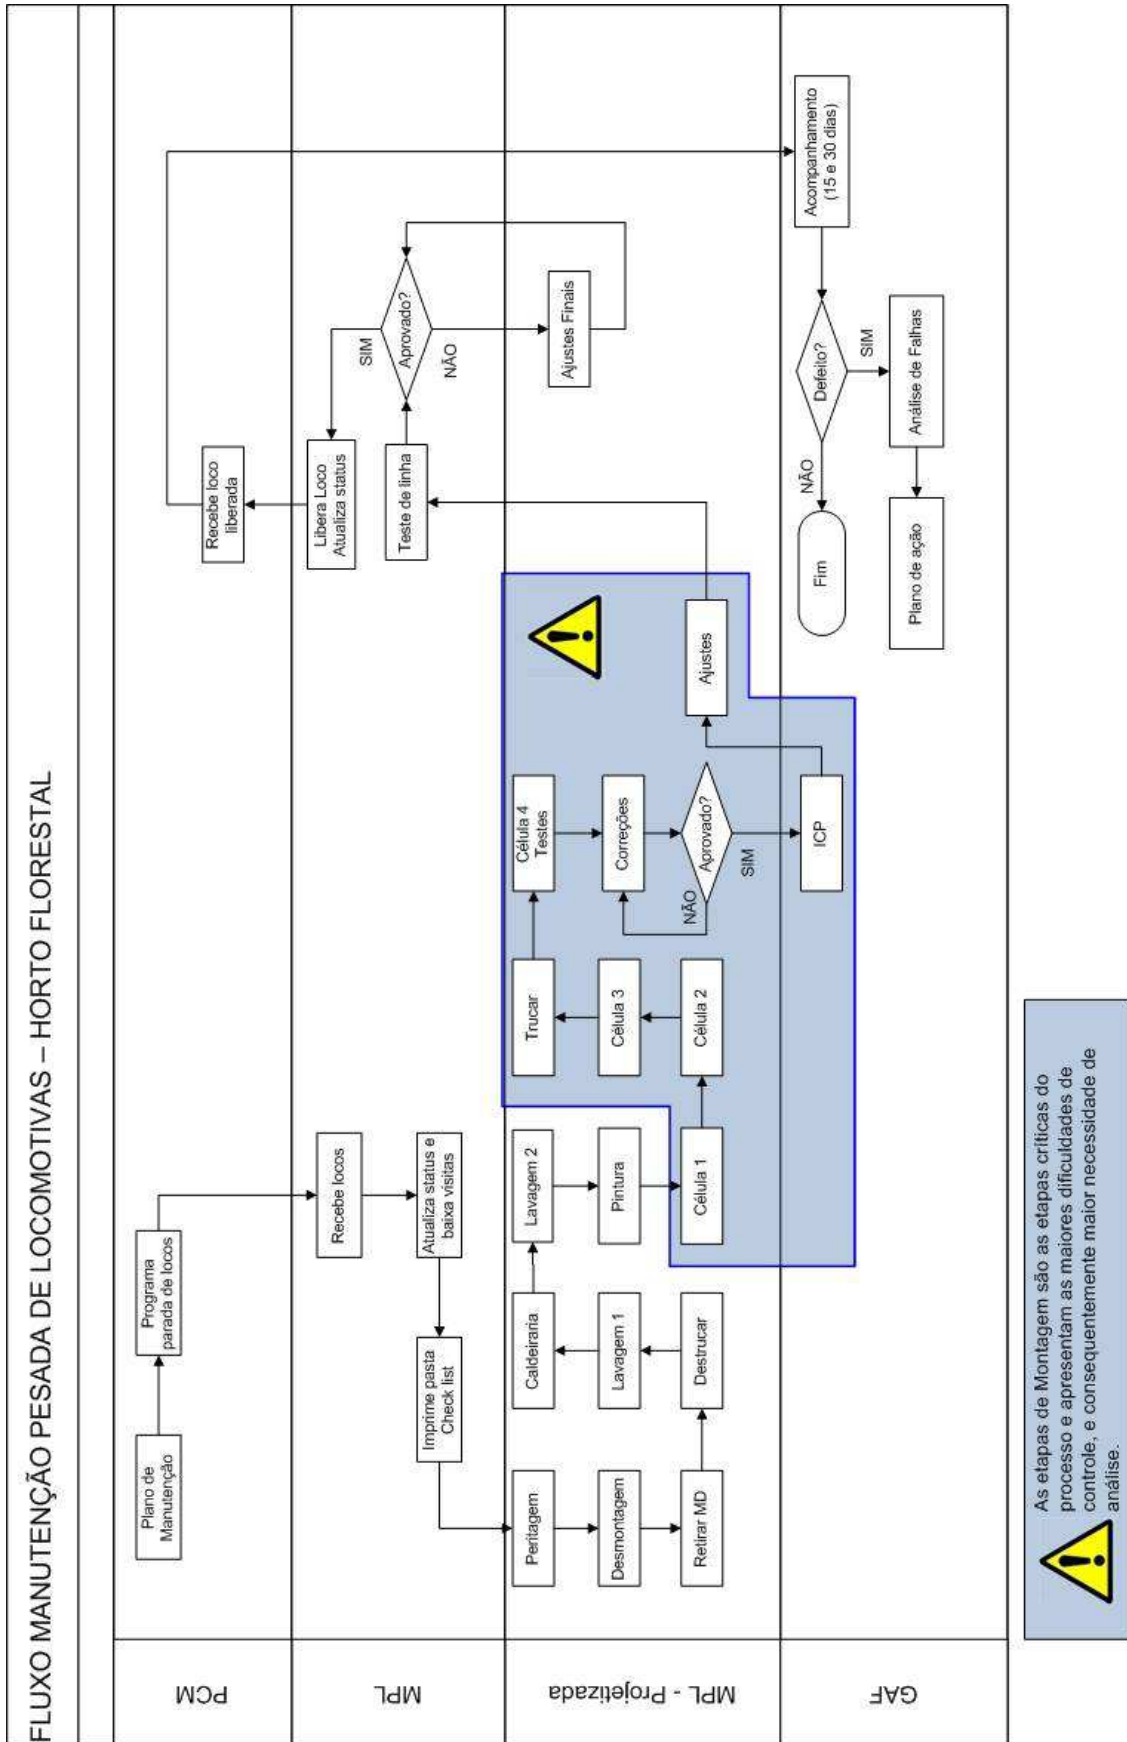 FLUXO MANUTENÇÃO PESADA DE LOCOMOTIVAS – HORTO FLORESTAL
PCM
Plano de
Manutenção
Programa
parada de locos
Recebe loco
liberada
MPL
Recebe locos
Atualiza status e
baixa visitas
Imprime pasta
Check list
Libera Loco
Atualiza status
Teste de linha
Aprovado?
SIM
NÃO
MPL - Projetizada
Peritagem
Desmontagem
Retirar MD
Destrucar
Lavagem 1
Caldeiraria
Lavagem 2
Pintura
Célula 1
Célula 2
Célula 3
Trucar
Célula 4
Testes
Correções
Aprovado?
NÃO
SIM
Ajustes
Ajustes Finais
GAF
ICP
Acompanhamento
(15 e 30 dias)
Defeito?
NÃO
SIM
Fim
Análise de Falhas
Plano de ação
As etapas de Montagem são as etapas críticas do
processo e apresentam as maiores dificuldades de
controle, e consequentemente maior necessidade de
análise.